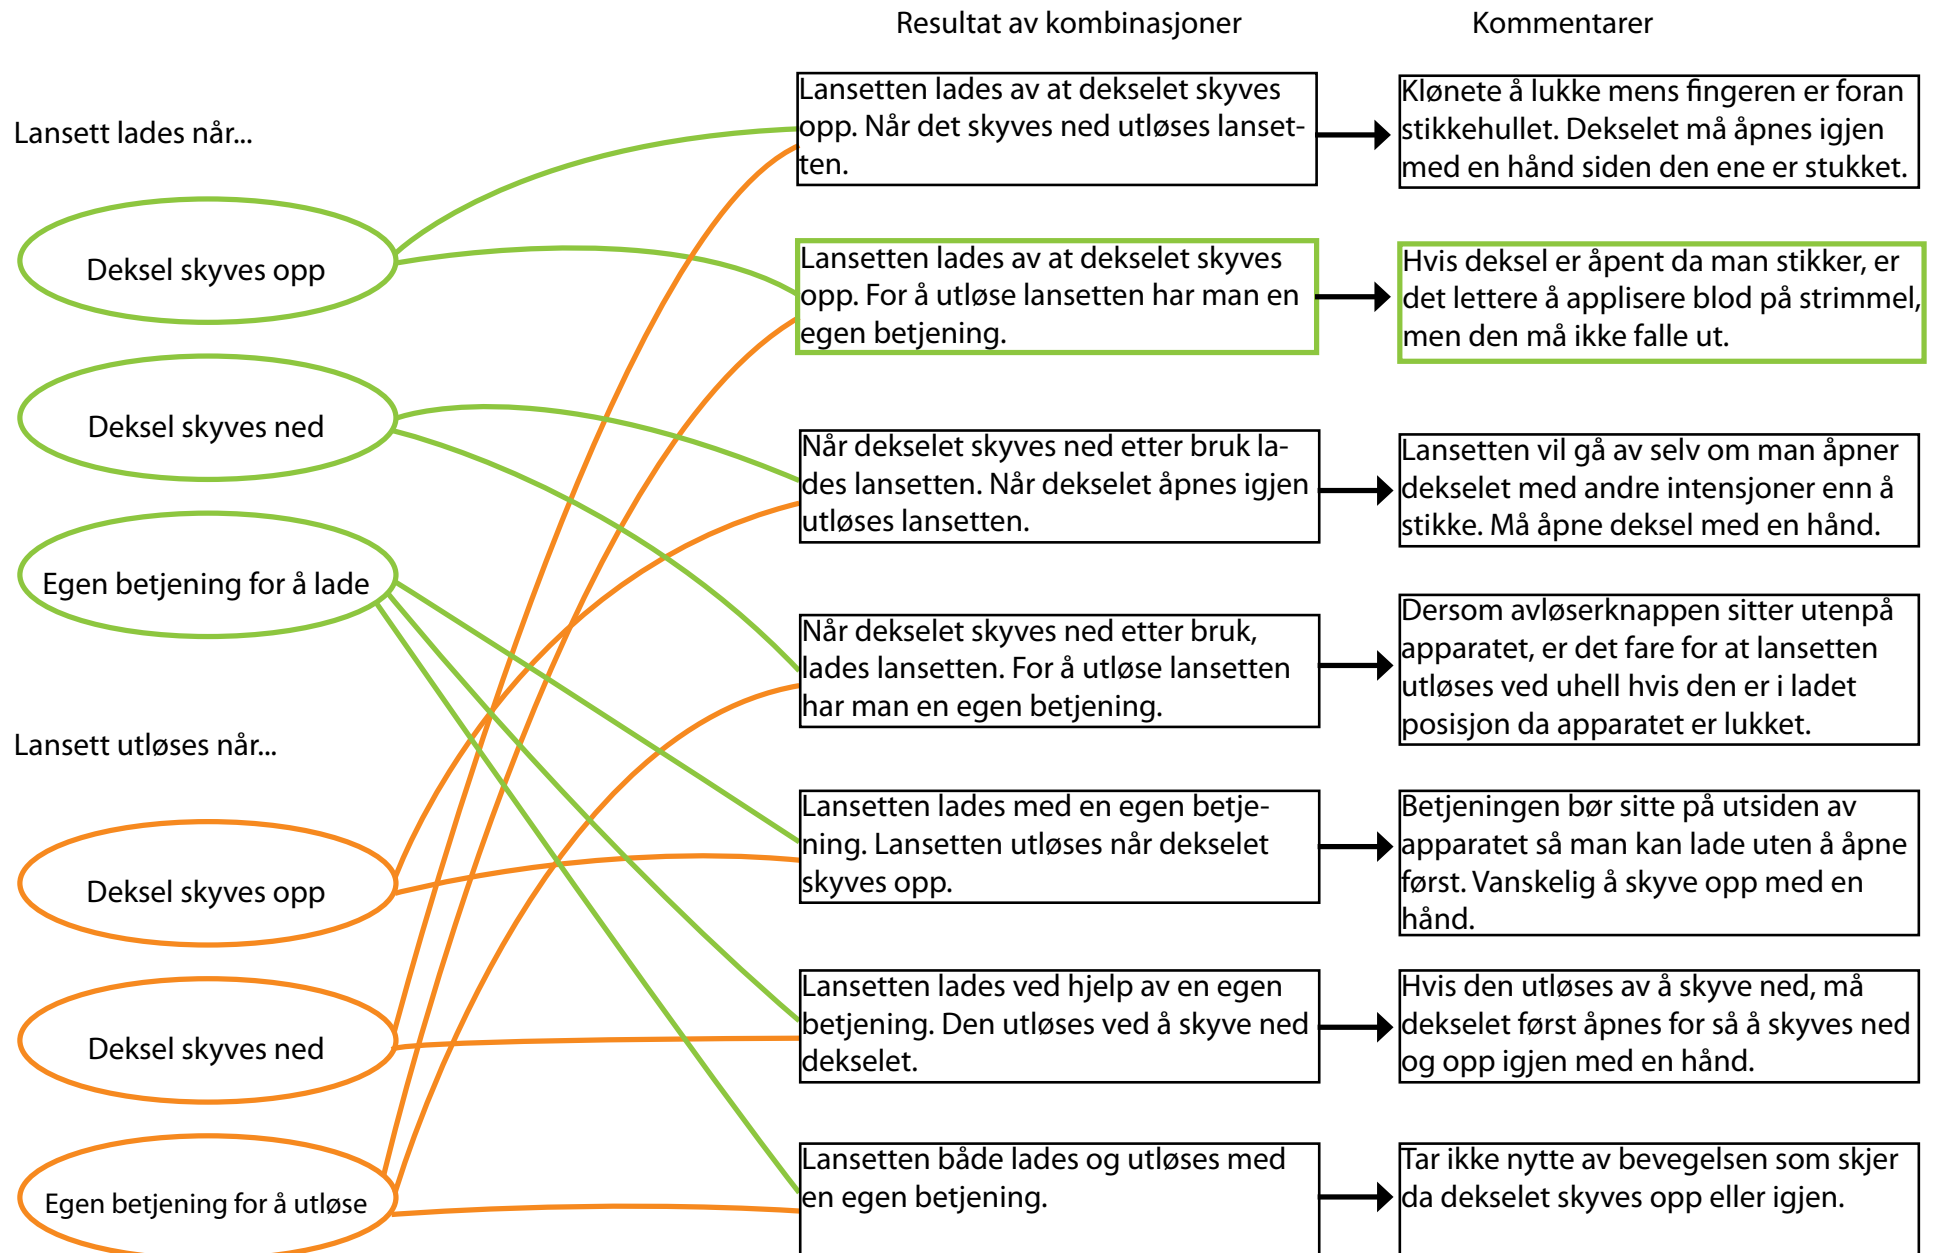 Resultat av kombinasjoner
Kommentarer
Lansett lades når...
Deksel skyves opp
Deksel skyves ned
Egen betjening for å lade
Lansett utløses når...
Deksel skyves opp
Deksel skyves ned
Egen betjening for å utløse
Lansetten lades av at dekselet skyves
opp. Når det skyves ned utløses lanset-
ten.
Klønete å lukke mens fingeren er foran
stikkehullet. Dekselet må åpnes igjen
med en hånd siden den ene er stukket.
Lansetten lades av at dekselet skyves
opp. For å utløse lansetten har man en
egen betjening.
Hvis deksel er åpent da man stikker, er
det lettere å applisere blod på strimmel,
men den må ikke falle ut.
Når dekselet skyves ned etter bruk la-
des lansetten. Når dekselet åpnes igjen
utløses lansetten.
Lansetten vil gå av selv om man åpner
dekselet med andre intensjoner enn å
stikke. Må åpne deksel med en hånd.
Når dekselet skyves ned etter bruk,
lades lansetten. For å utløse lansetten
har man en egen betjening.
Dersom avløserknappen sitter utenpå
apparatet, er det fare for at lansetten
utløses ved uhell hvis den er i ladet
posisjon da apparatet er lukket.
Lansetten lades med en egen betje-
ning. Lansetten utløses når dekselet
skyves opp.
Betjeningen bør sitte på utsiden av
apparatet så man kan lade uten å åpne
først. Vanskelig å skyve opp med en
hånd.
Lansetten lades ved hjelp av en egen
betjening. Den utløses ved å skyve ned
dekselet.
Hvis den utløses av å skyve ned, må
dekselet først åpnes for så å skyves ned
og opp igjen med en hånd.
Lansetten både lades og utløses med
en egen betjening.
Tar ikke nytte av bevegelsen som skjer
da dekselet skyves opp eller igjen.